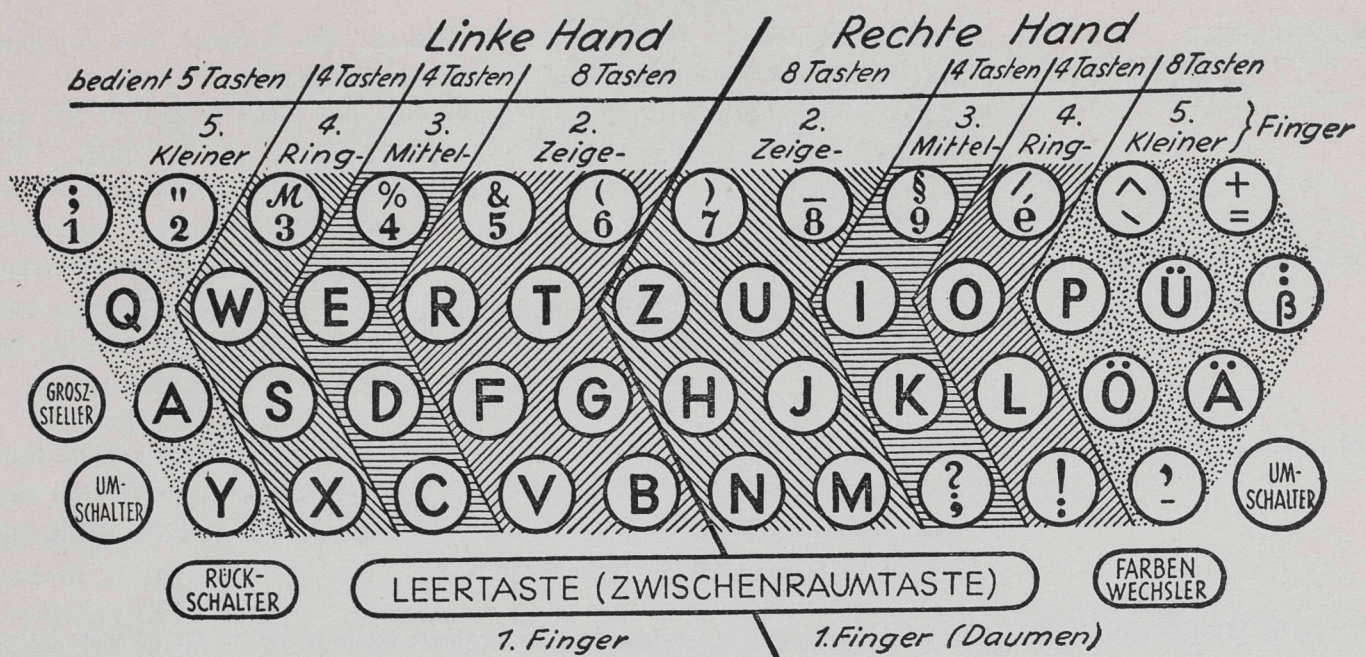 Linke Hand Rechte Hand
bedient 5 Tasten 4 Tasten 4 Tasten 8 Tasten 8 Tasten 4 Tasten 4 Tasten 8 Tasten
5. 4. 3. 2. 2. 3. 4. 5. } Finger
Kleiner Ring- Mittel- Zeige- Zeige- Mittel- Ring- Kleiner
; " M % & ( ) _ § / ^ +
1 2 3 4 5 6 7 8 9 é \ =
Q W E R T Z U I O P Ü : ß
GROSZ-
STELLER
A S D F G H J K L Ö Ä
UM-
SCHALTER
Y X C V B N M ? ; ! ' -
UM-
SCHALTER
RÜCK-
SCHALTER
LEERTASTE (ZWISCHENRAUMTASTE)
FARBEN
WECHSLER
1. Finger 1. Finger (Daumen)